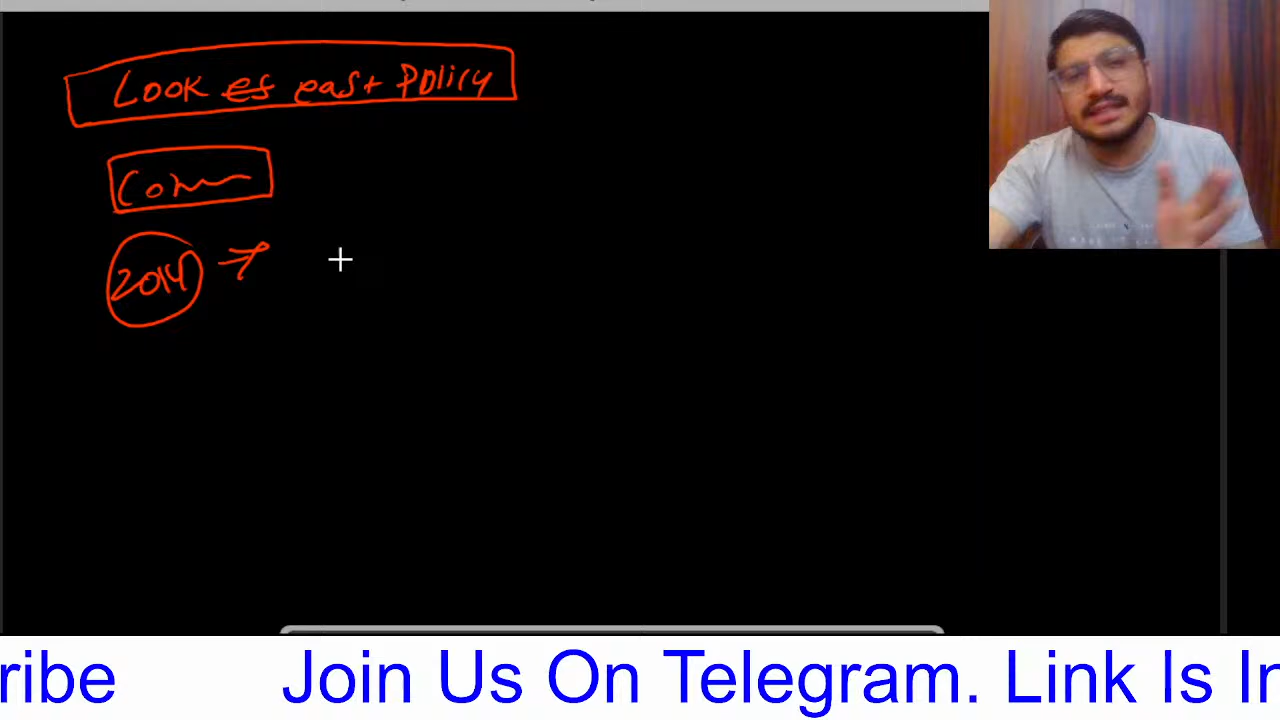 Look es east Policy
2014 →
ribe Join Us On Telegram. Link Is In